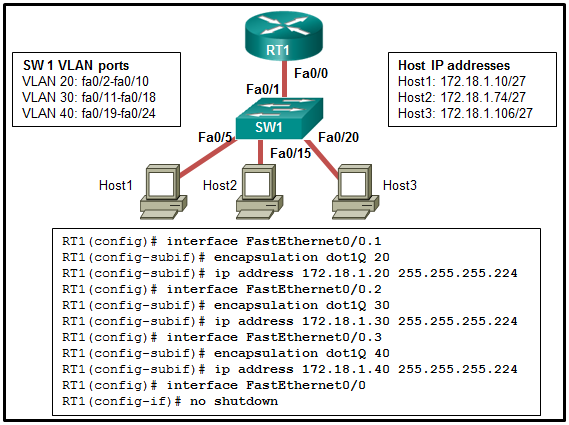 RT1
Fa0/0
SW 1 VLAN ports
VLAN 20: fa0/2-fa0/10
VLAN 30: fa0/11-fa0/18
VLAN 40: fa0/19-fa0/24
Host IP addresses
Host1: 172.18.1.10/27
Host2: 172.18.1.74/27
Host3: 172.18.1.106/27
Fa0/1
SW1
Fa0/5
Fa0/15
Fa0/20
Host1
Host2
Host3
RT1(config)# interface FastEthernet0/0.1
RT1(config-subif)# encapsulation dot1Q 20
RT1(config-subif)# ip address 172.18.1.20 255.255.255.224
RT1(config)# interface FastEthernet0/0.2
RT1(config-subif)# encapsulation dot1Q 30
RT1(config-subif)# ip address 172.18.1.30 255.255.255.224
RT1(config)# interface FastEthernet0/0.3
RT1(config-subif)# encapsulation dot1Q 40
RT1(config-subif)# ip address 172.18.1.40 255.255.255.224
RT1(config)# interface FastEthernet0/0
RT1(config-if)# no shutdown